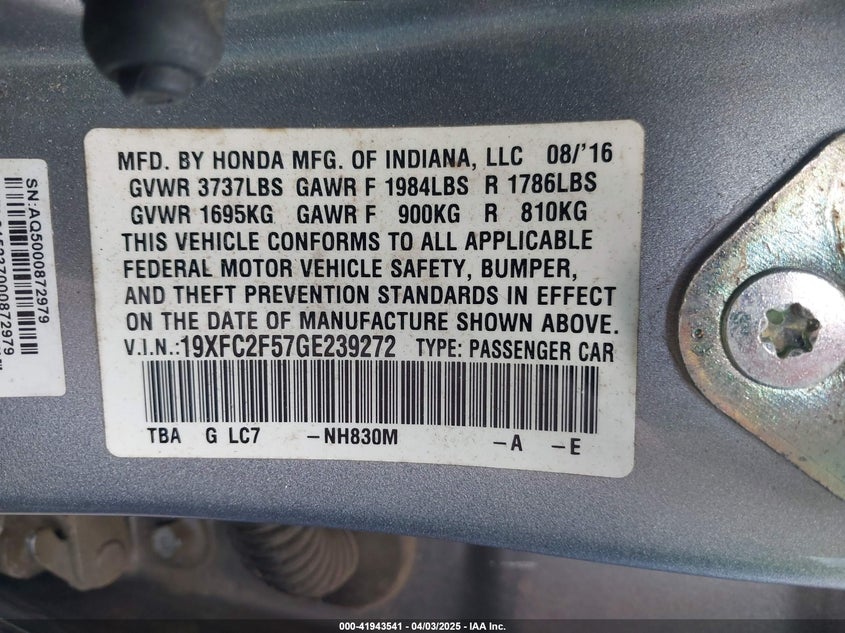 MFD. BY HONDA MFG. OF INDIANA, LLC 08/'16
GVWR 3737LBS GAWR F 1984LBS R 1786LBS
GVWR 1695KG GAWR F 900KG R 810KG
THIS VEHICLE CONFORMS TO ALL APPLICABLE
FEDERAL MOTOR VEHICLE SAFETY, BUMPER,
AND THEFT PREVENTION STANDARDS IN EFFECT
ON THE DATE OF MANUFACTURE SHOWN ABOVE.
V.I.N.:19XFC2F57GE239272 TYPE: PASSENGER CAR
TBA G LC7 -NH830M -A -E
SN:AQ5000872979
000-41943541 / 04/03/2025 - IAA Inc.